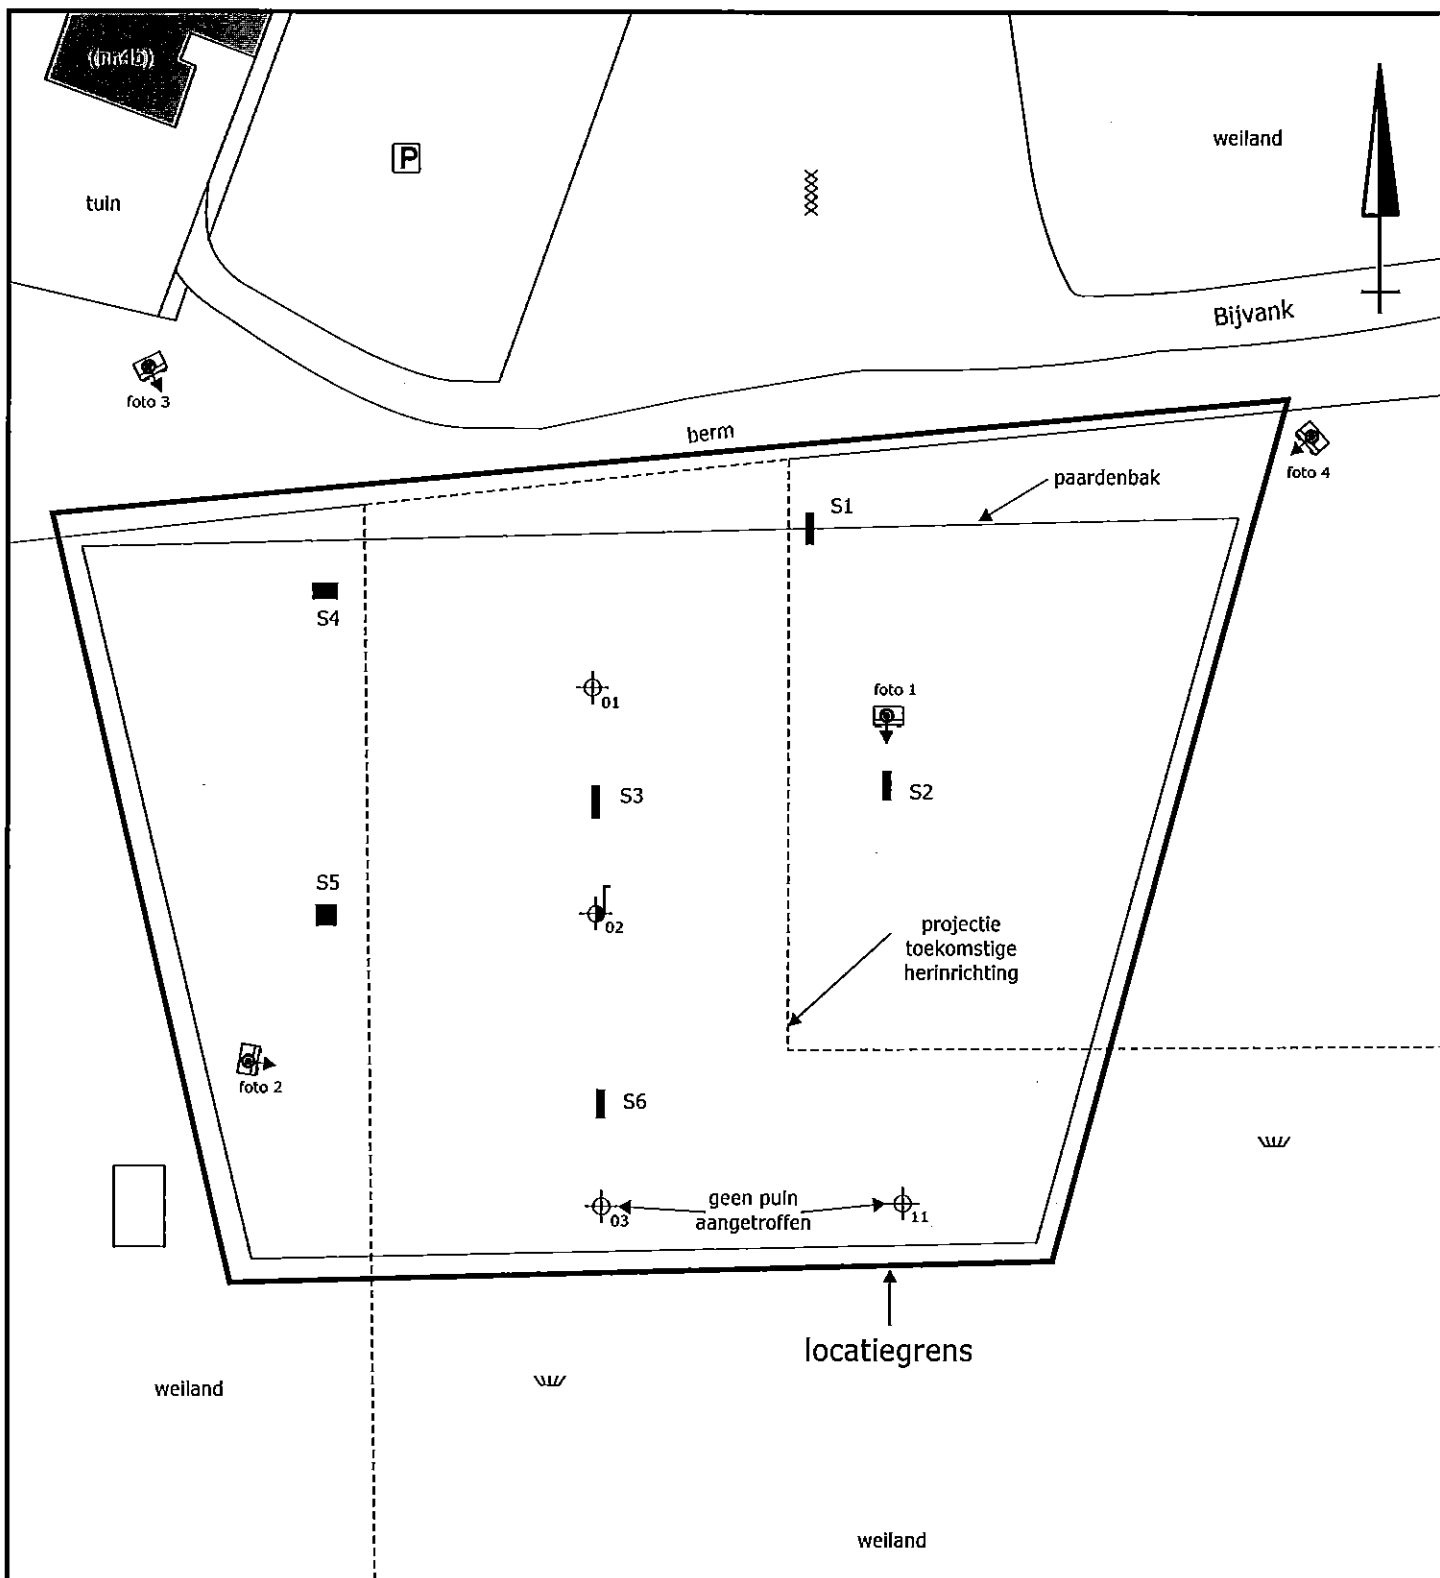 P
weiland
tuin
Bijvank
foto 3
berm
foto 4
paardenbak
S1
S4
foto 1
01
S3
S2
S5
02
projectie
toekomstige
herinrichting
foto 2
S6
geen puin
aangetroffen
03
11
locatiegrens
weiland
weiland